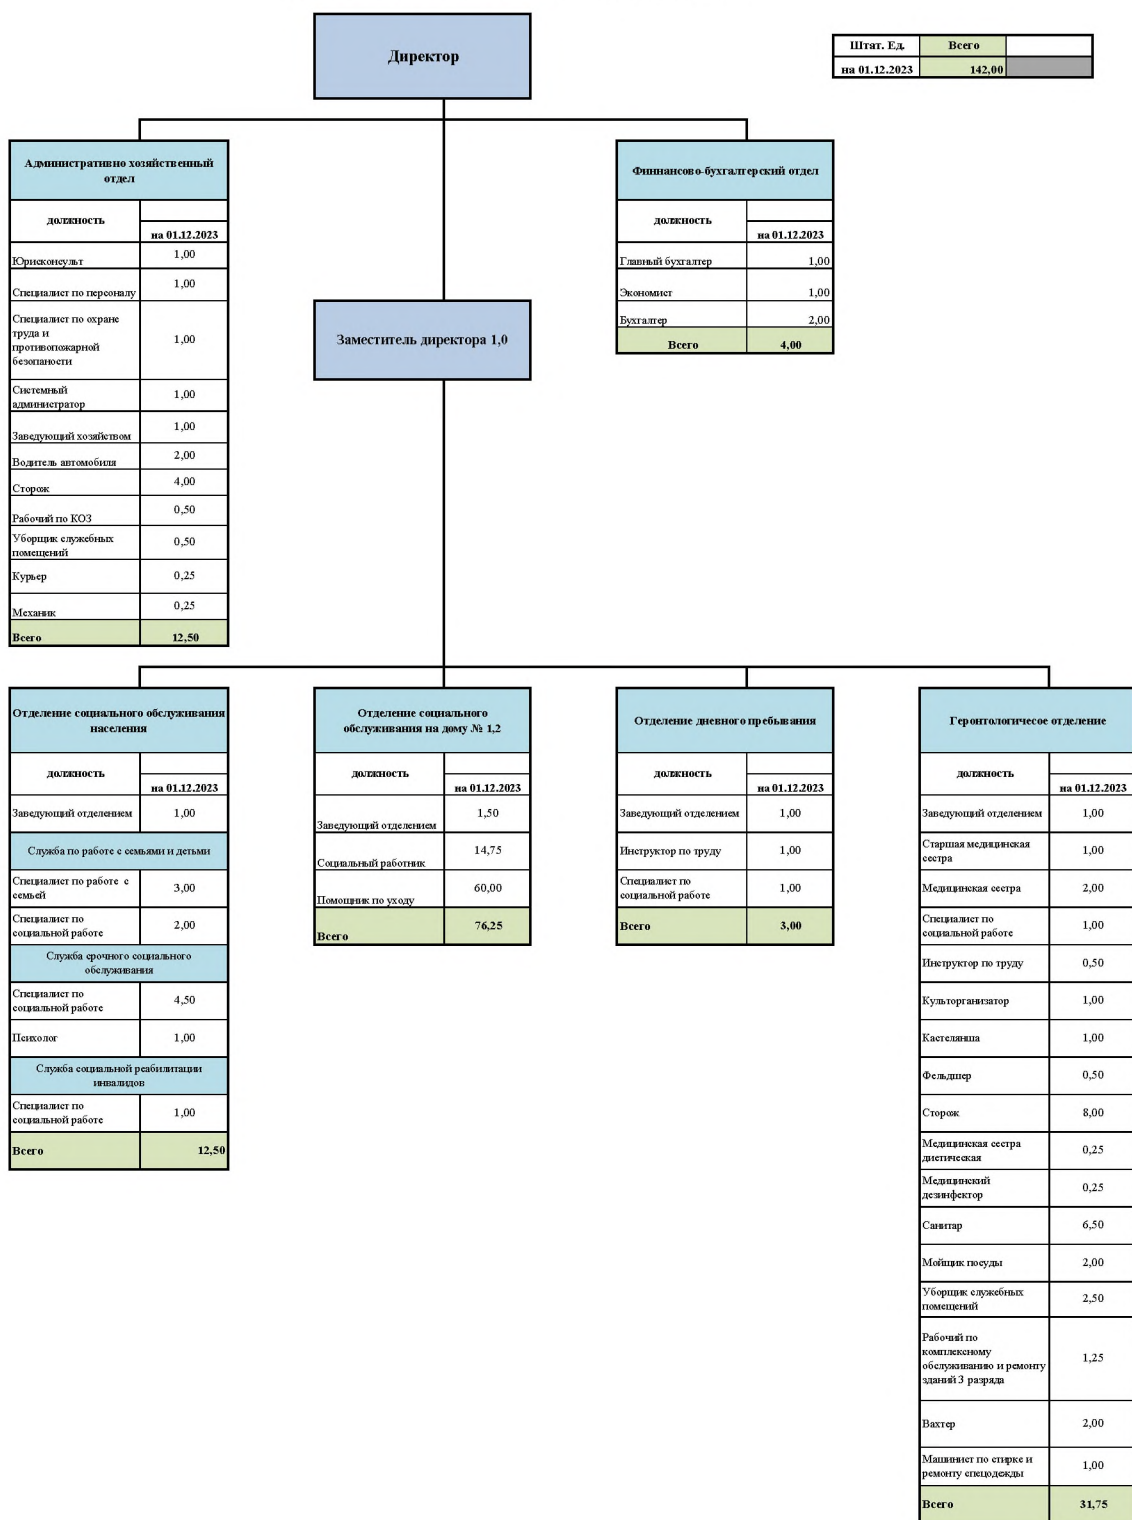 Директор
Штат. Ед. Всего
на 01.12.2023 142,00
Административно хозяйственный
отдел
должность
на 01.12.2023
Юрисконсульт 1,00
Специалист по персоналу 1,00
Специалист по охране
труда и
противопожарной
безопаности 1,00
Системный
администратор 1,00
Заведующий хозяйством 1,00
Водитель автомобиля 2,00
Сторож 4,00
Рабочий по КОЗ 0,50
Уборщик служебных
помещений 0,50
Курьер 0,25
Механик 0,25
Всего 12,50
Заместитель директора 1,0
Финнансово-бухгалтерский отдел
должность
на 01.12.2023
Главный бухгалтер 1,00
Экономист 1,00
Бухгалтер 2,00
Всего 4,00
Отделение социального обслуживания
населения
должность
на 01.12.2023
Заведующий отделением 1,00
Служба по работе с семьями и детьми
Специалист по работе с
семьей 3,00
Специалист по
социальной работе 2,00
Служба срочного социального
обслуживания
Специалист по
социальной работе 4,50
Психолог 1,00
Служба социальной реабилитации
инвалидов
Специалист по
социальной работе 1,00
Всего 12,50
Отделение социального
обслуживания на дому № 1,2
должность
на 01.12.2023
Заведующий отделением 1,50
Социальный работник 14,75
Помощник по уходу 60,00
Всего 76,25
Отделение дневного пребывания
должность
на 01.12.2023
Заведующий отделением 1,00
Инструктор по труду 1,00
Специалист по
социальной работе 1,00
Всего 3,00
Геронтологичесое отделение
должность
на 01.12.2023
Заведующий отделением 1,00
Старшая медицинская
сестра 1,00
Медицинская сестра 2,00
Специалист по
социальной работе 1,00
Инструктор по труду 0,50
Культорганизатор 1,00
Кастелянша 1,00
Фельдшер 0,50
Сторож 8,00
Медицинская сестра
диетическая 0,25
Медицинский
дезинфектор 0,25
Санитар 6,50
Мойщик посуды 2,00
Уборщик служебных
помещений 2,50
Рабочий по
комплексному
обслуживанию и ремонту
зданий 3 разряда 1,25
Вахтер 2,00
Машинист по стирке и
ремонту спецодежды 1,00
Всего 31,75